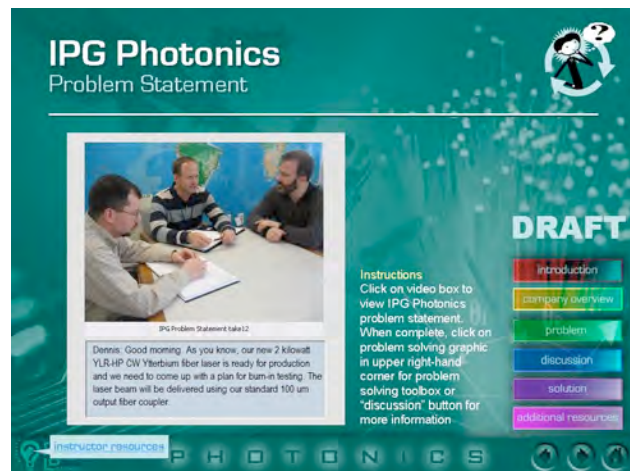 IPG Photonics
Problem Statement
?
IPG Problem Statement take12
Dennis: Good morning. As you know, our new 2 kilowatt
YLR-HP CW Ytterbium fiber laser is ready for production
and we need to come up with a plan for burn-in testing. The
laser beam will be delivered using our standard 100 um
output fiber coupler.
Instructions
Click on video box to
view IPG Photonics
problem statement.
When complete, click on
problem solving graphic
in upper right-hand
corner for problem
solving toolbox or
"discussion" button for
more information
DRAFT
introduction
company overview
problem
discussion
solution
additional resources
instructor resources
PHOTONICS